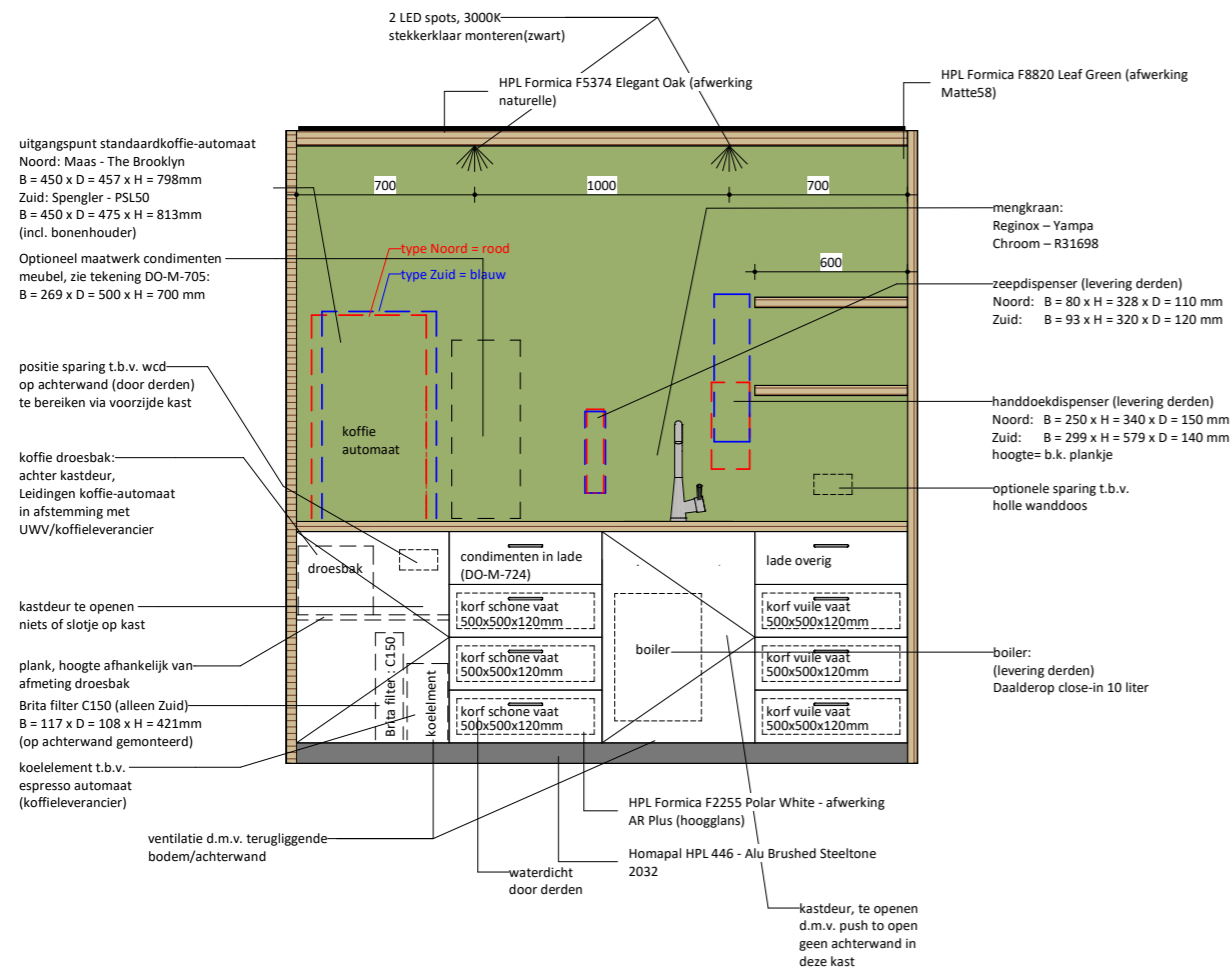 2 LED spots, 3000K
stekkerklaar monteren(zwart)
HPL Formica F5374 Elegant Oak (afwerking
naturelle)
HPL Formica F8820 Leaf Green (afwerking
Matte58)
uitgangspunt standaardkoffie-automaat
Noord: Maas - The Brooklyn
B = 450 x D = 457 x H = 798mm
Zuid: Spengler - PSL50
B = 450 x D = 475 x H = 813mm
(incl. bonenhouder)
Optioneel maatwerk condimenten
meubel, zie tekening DO-M-705:
B = 269 x D = 500 x H = 700 mm
positie sparing t.b.v. wcd
op achterwand (door derden)
te bereiken via voorzijde kast
koffie droesbak:
achter kastdeur,
Leidingen koffie-automaat
in afstemming met
UWV/koffieleverancier
kastdeur te openen
niets of slotje op kast
plank, hoogte afhankelijk van
afmeting droesbak
Brita filter C150 (alleen Zuid)
B = 117 x D = 108 x H = 421mm
(op achterwand gemonteerd)
koelelement t.b.v.
espresso automaat
(koffieleverancier)
ventilatie d.m.v. terugliggende
bodem/achterwand
700
1000
700
600
type Noord = rood
type Zuid = blauw
koffie
automaat
droesbak
Brita filter: C150
koelelment
condimenten in lade
(DO-M-724)
korf schone vaat
500x500x120mm
korf schone vaat
500x500x120mm
korf schone vaat
500x500x120mm
boiler
lade overig
korf vuile vaat
500x500x120mm
korf vuile vaat
500x500x120mm
korf vuile vaat
500x500x120mm
mengkraan:
Reginox – Yampa
Chroom – R31698
zeepdispenser (levering derden)
Noord: B = 80 x H = 328 x D = 110 mm
Zuid: B = 93 x H = 320 x D = 120 mm
handdoekdispenser (levering derden)
Noord: B = 250 x H = 340 x D = 150 mm
Zuid: B = 299 x H = 579 x D = 140 mm
hoogte= b.k. plankje
optionele sparing t.b.v.
holle wanddoos
boiler:
(levering derden)
Daalderop close-in 10 liter
HPL Formica F2255 Polar White - afwerking
AR Plus (hoogglans)
Homapal HPL 446 - Alu Brushed Steeltone
2032
waterdicht
door derden
kastdeur, te openen
d.m.v. push to open
geen achterwand in
deze kast